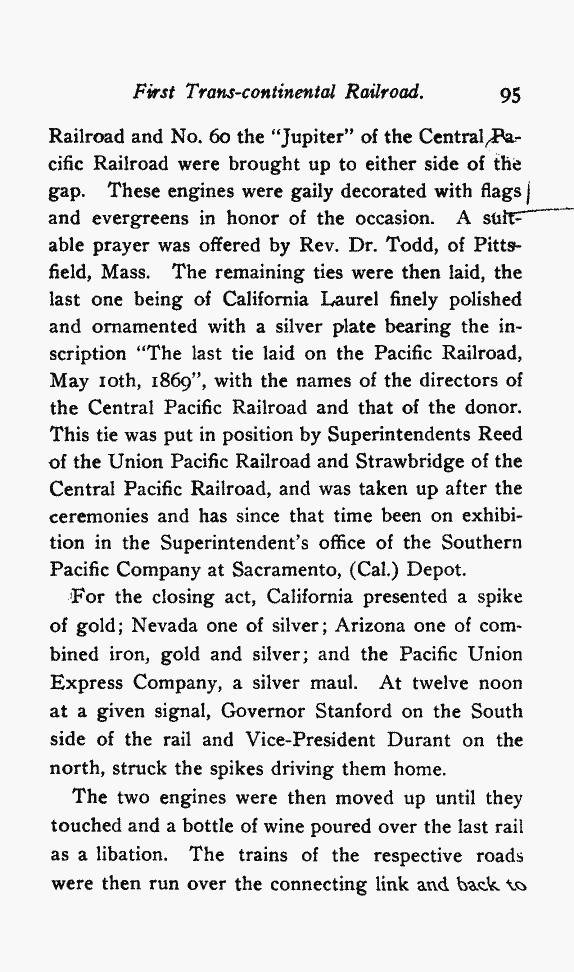 First Trans-continental Railroad. 95
Railroad and No. 60 the "Jupiter" of the Central Pa-
cific Railroad were brought up to either side of the
gap. These engines were gaily decorated with flags
and evergreens in honor of the occasion. A suit-
able prayer was offered by Rev. Dr. Todd, of Pitts-
field, Mass. The remaining ties were then laid, the
last one being of California Laurel finely polished
and ornamented with a silver plate bearing the in-
scription "The last tie laid on the Pacific Railroad,
May 10th, 1869", with the names of the directors of
the Central Pacific Railroad and that of the donor.
This tie was put in position by Superintendents Reed
of the Union Pacific Railroad and Strawbridge of the
Central Pacific Railroad, and was taken up after the
ceremonies and has since that time been on exhibi-
tion in the Superintendent's office of the Southern
Pacific Company at Sacramento, (Cal.) Depot.
For the closing act, California presented a spike
of gold; Nevada one of silver; Arizona one of com-
bined iron, gold and silver; and the Pacific Union
Express Company, a silver maul. At twelve noon
at a given signal, Governor Stanford on the South
side of the rail and Vice-President Durant on the
north, struck the spikes driving them home.
The two engines were then moved up until they
touched and a bottle of wine poured over the last rail
as a libation. The trains of the respective roads
were then run over the connecting link and back to